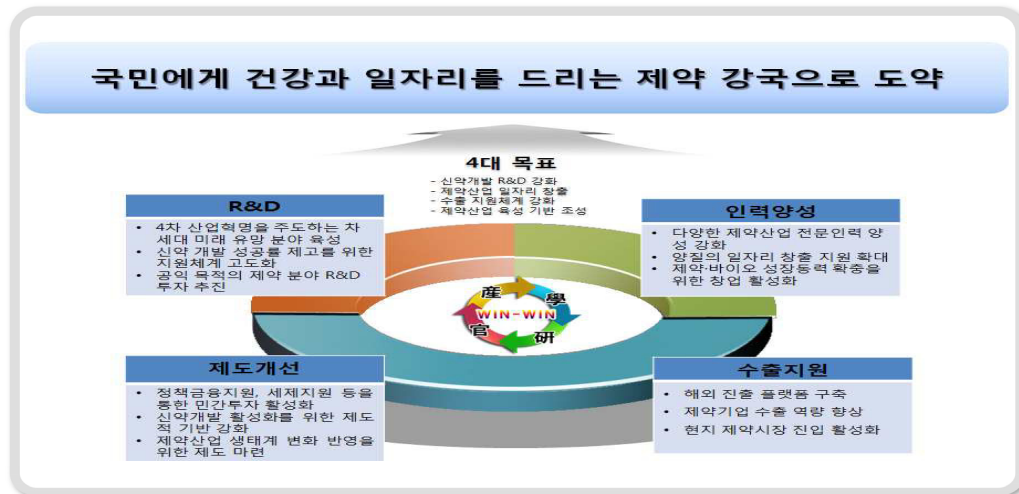 국민에게 건강과 일자리를 드리는 제약 강국으로 도약
4대 목표
- 신약개발 R&D 강화
- 제약산업 일자리 창출
- 수출 지원체계 강화
- 제약산업 육성 기반 조성
R&D
• 4차 산업혁명을 주도하는 차
세대 미래 유망 분야 육성
• 신약 개발 성공률 제고를 위한
지원체계 고도화
• 공익 목적의 제약 분야 R&D
투자 추진
인력양성
• 다양한 제약산업 전문인력 양
성 강화
• 양질의 일자리 창출 지원 확대
• 제약·바이오 성장동력 확충을
위한 창업 활성화
産 學
WIN-WIN
官 硏
제도개선
• 정책금융지원, 세제지원 등을
통한 민간투자 활성화
• 신약개발 활성화를 위한 제도
적 기반 강화
• 제약산업 생태계 변화 반영을
위한 제도 마련
수출지원
• 해외 진출 플랫폼 구축
• 제약기업 수출 역량 향상
• 현지 제약시장 진입 활성화